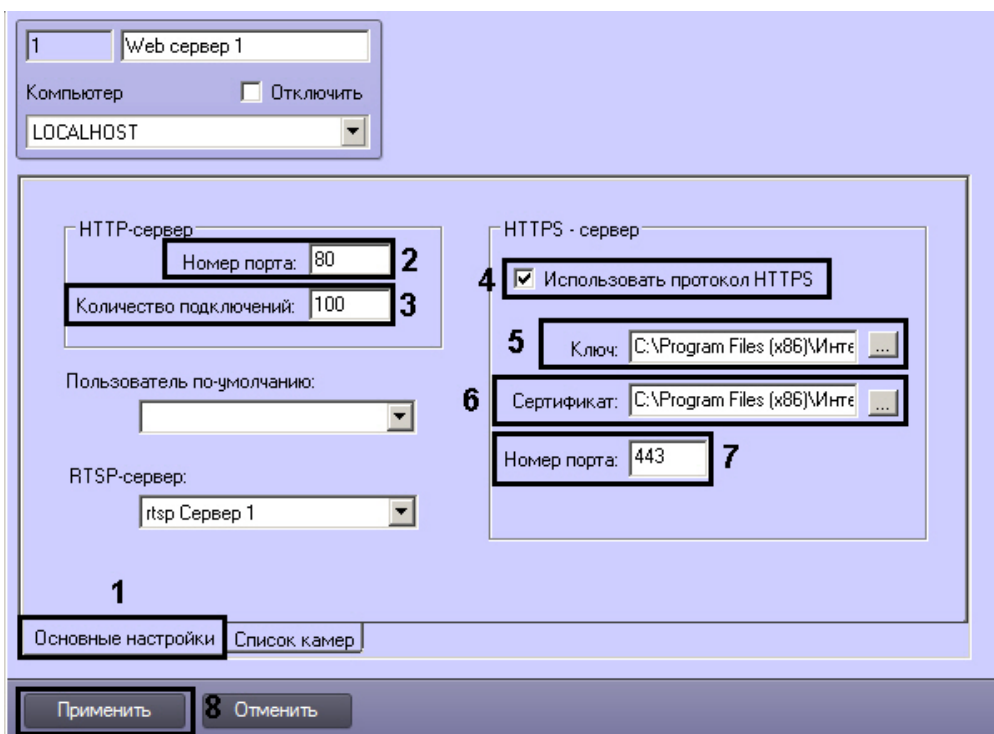 1 Web сервер 1
Компьютер Отключить
LOCALHOST
HTTP-сервер
Номер порта: 80 2
Количество подключений: 100 3
Пользователь по-умолчанию:
RTSP-сервер:
rtsp Сервер 1
HTTPS - сервер
4 Использовать протокол HTTPS
5 Ключ: C:\Program Files (x86)\Инте ...
6 Сертификат: C:\Program Files (x86)\Инте ...
Номер порта: 443 7
1
Основные настройки Список камер
Применить 8 Отменить